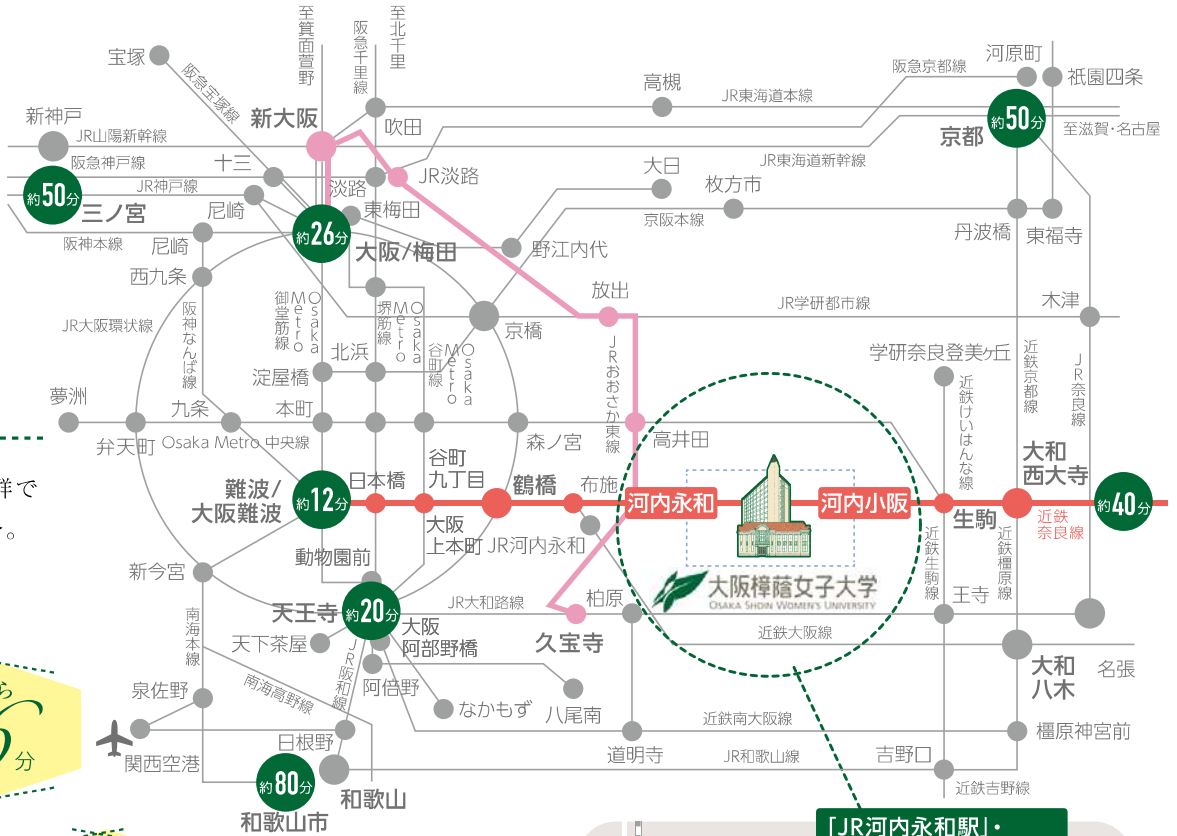 至箕面萱野
阪急千里線
至北千里
宝塚
阪急宝塚線
新神戸
JR山陽新幹線
新大阪
吹田
高槻
JR東海道本線
阪急京都線
河原町
祇園四条
京都
約50分
至滋賀・名古屋
阪急神戸線
十三
淡路
JR淡路
大日
JR東海道新幹線
約50分
三ノ宮
JR神戸線
尼崎
東梅田
枚方市
京阪本線
阪神本線
尼崎
約26分
大阪/梅田
野江内代
丹波橋
東福寺
西九条
放出
JR学研都市線
木津
JR大阪環状線
阪神なんば線
Osaka
Metro
御堂筋線
Osaka
Metro
堺筋線
Osaka
Metro
谷町線
京橋
北浜
淀屋橋
JRおおさか東線
学研奈良登美ヶ丘
近鉄けいはんな線
近鉄京都線
JR奈良線
夢洲
九条
本町
弁天町
Osaka Metro 中央線
森ノ宮
高井田
難波/
大阪難波
約12分
日本橋
谷町
九丁目
鶴橋
布施
河内永和
河内小阪
大和
西大寺
約40分
生駒
近鉄
奈良線
大阪
上本町
JR河内永和
動物園前
新今宮
近鉄生駒線
近鉄橿原線
大阪樟蔭女子大学
OSAKA SHOIN WOMEN'S UNIVERSITY
天王寺
約20分
JR大和路線
柏原
王寺
南海本線
天下茶屋
大阪
阿部野橋
久宝寺
近鉄大阪線
JR阪和線
阿倍野
大和
八木
名張
泉佐野
南海高野線
なかもず
八尾南
近鉄南大阪線
橿原神宮前
関西空港
日根野
道明寺
JR和歌山線
吉野口
約80分
和歌山
和歌山市
近鉄吉野線
「JR河内永和駅」・
で
。
ら
分